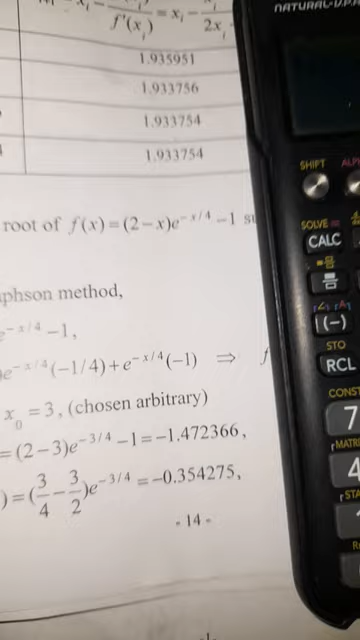 f'(x_i) = x_i - 2x_i
NATURAL-V.P.A
1.935951
1.933756
1.933754
1.933754
root of f(x)=(2-x)e^{-x/4}-1
aphson method,
e^{-x/4}-1,
e^{-x/4}(-1/4)+e^{-x/4}(-1) ⇒ f
x_0 = 3, (chosen arbitrary)
=(2-3)e^{-3/4}-1=-1.472366,
)=(3/4-3/2)e^{-3/4}=-0.354275,
- 14 -
SHIFT
SOLVE =
CALC
(−)
STO
RCL
CONST
7
MATRI
4
STA